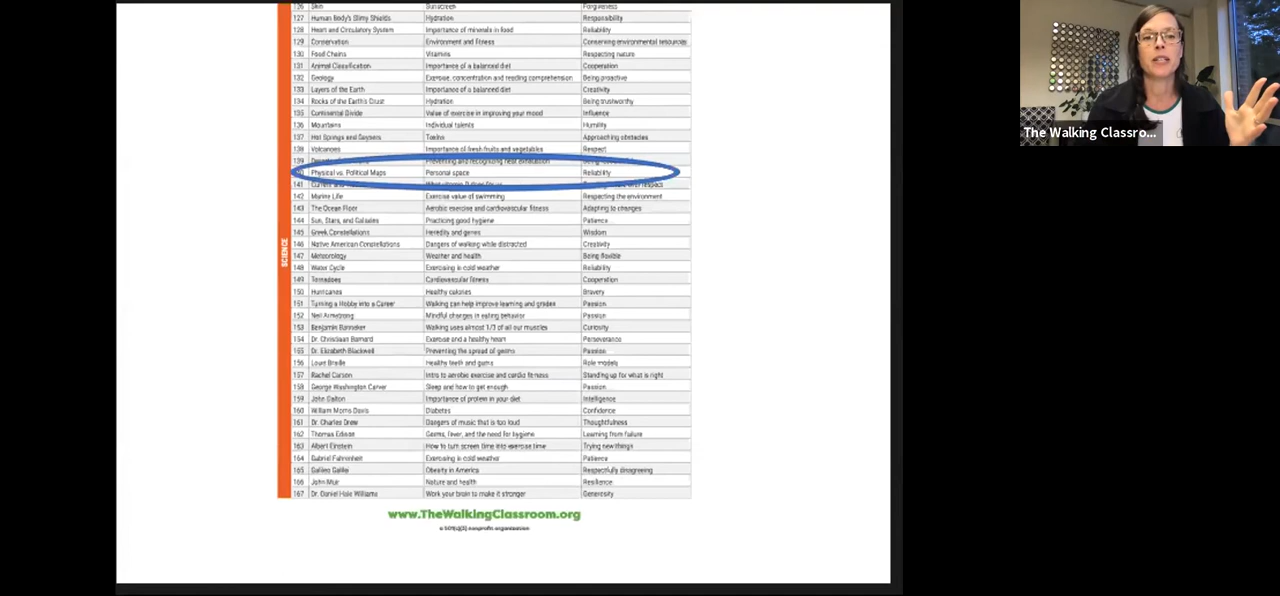 126 Skin Sunscreen Forgiveness
127 Human Body's Slimy Shields Hydration Responsibility
128 Heart and Circulatory System Importance of minerals in food Reliability
129 Conservation Environment and fitness Conserving environmental resources
130 Food Chains Vitamins Respecting nature
131 Animal Classification Importance of a balanced diet Cooperation
132 Geology Exercise, concentration and reading comprehension Being proactive
133 Layers of the Earth Importance of a balanced diet Creativity
134 Rocks of the Earth's Crust Hydration Being trustworthy
135 Continental Divide Value of exercise in improving your mood Influence
136 Mountains Individual talents Humility
137 Hot Springs and Geysers Toxins Approaching obstacles
138 Volcanoes Importance of fresh fruits and vegetables Respect
139 Preventing and recognizing heat exhaustion
Physical vs. Political Maps Personal space Reliability
141 respect
142 Marine Life Exercise value of swimming Respecting the environment
143 The Ocean Floor Aerobic exercise and cardiovascular fitness Adapting to changes
144 Sun, Stars, and Galaxies Practicing good hygiene Patience
145 Greek Constellations Heredity and genes Wisdom
146 Native American Constellations Dangers of walking while distracted Creativity
147 Meteorology Weather and health Being flexible
148 Water Cycle Exercising in cold weather Reliability
149 Tornadoes Cardiovascular fitness Cooperation
150 Hurricanes Healthy calories Bravery
151 Turning a Hobby into a Career Walking can help improve learning and grades Passion
152 Neil Armstrong Mindful changes in eating behavior Passion
153 Benjamin Banneker Walking uses almost 1/3 of all our muscles Curiosity
154 Dr. Christiaan Barnard Exercise and a healthy heart Perseverance
155 Dr. Elizabeth Blackwell Preventing the spread of germs Passion
156 Louis Braille Healthy teeth and gums Role models
157 Rachel Carson Intro to aerobic exercise and cardio fitness Standing up for what is right
158 George Washington Carver Sleep and how to get enough Passion
159 John Dalton Importance of protein in your diet Intelligence
160 William Morris Davis Diabetes Confidence
161 Dr. Charles Drew Dangers of music that is too loud Thoughtfulness
162 Thomas Edison Germs, fever, and the need for hygiene Learning from failure
163 Albert Einstein How to turn screen time into exercise time Trying new things
164 Gabriel Fahrenheit Exercising in cold weather Patience
165 Galileo Galilei Obesity in America Respectfully disagreeing
166 John Muir Nature and health Resilience
167 Dr. Daniel Hale Williams Work your brain to make it stronger Generosity
SCIENCE
www.TheWalkingClassroom.org
a 501(c)(3) nonprofit organization
The Walking Classro...